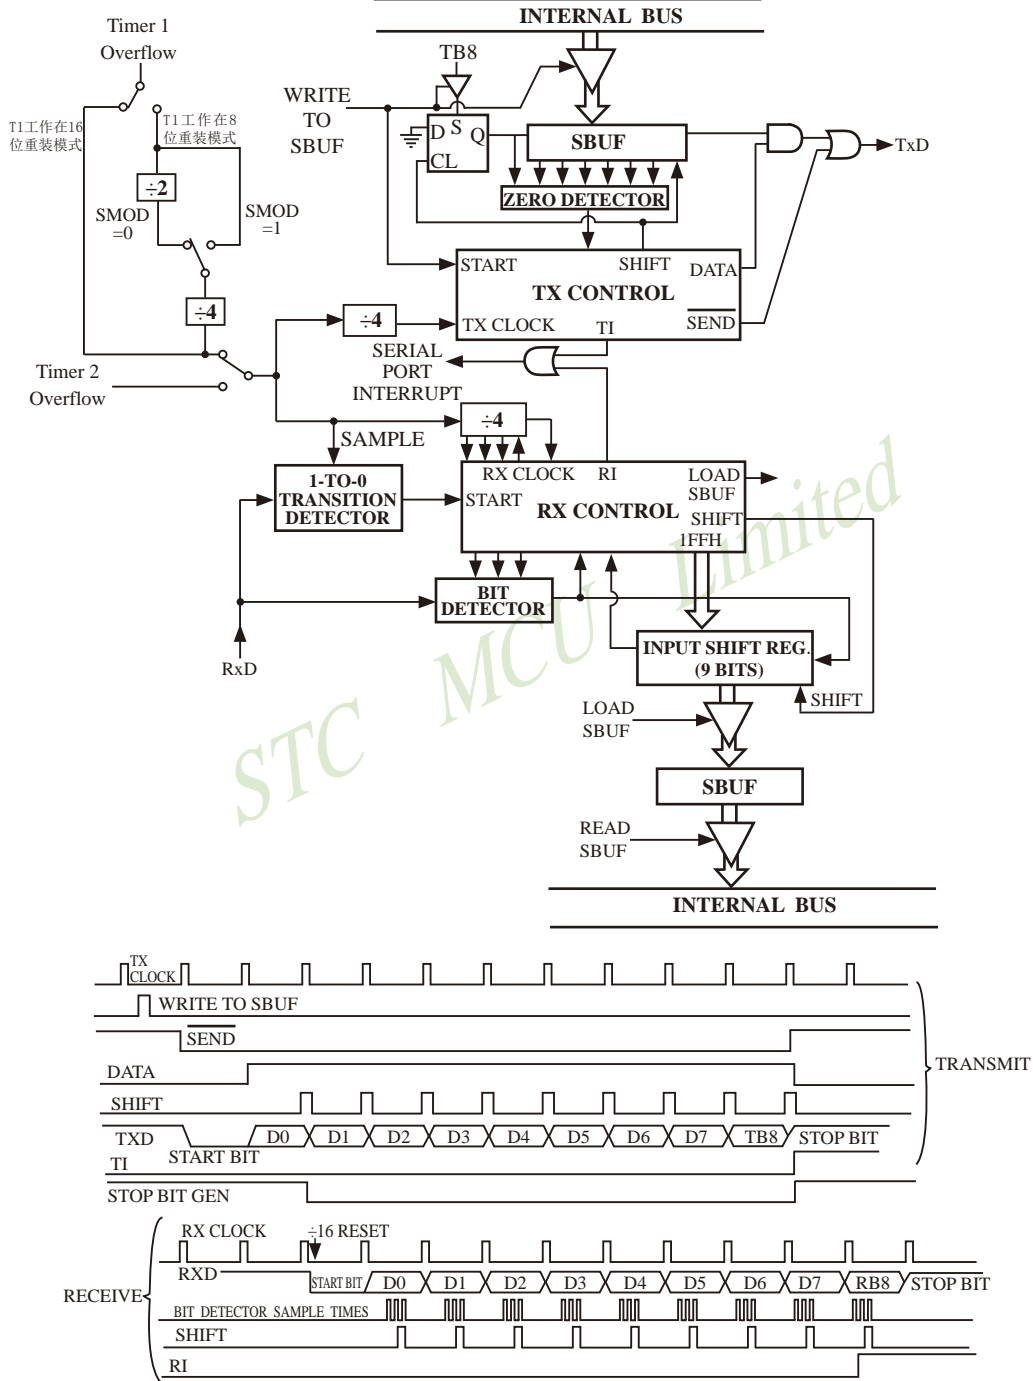 INTERNAL BUS
Timer 1
Overflow
TB8
WRITE
TO
SBUF
T1工作在16
位重装模式
T1工作在8
位重装模式
D S Q
CL
SBUF
TxD
÷2
ZERO DETECTOR
SMOD
=0
SMOD
=1
START
SHIFT
DATA
TX CONTROL
÷4
÷4
TX CLOCK
TI
SEND
SERIAL
PORT
INTERRUPT
Timer 2
Overflow
÷4
SAMPLE
1-TO-0
TRANSITION
DETECTOR
RX CLOCK
RI
LOAD
SBUF
START
RX CONTROL
SHIFT
1FFH
BIT
DETECTOR
RxD
INPUT SHIFT REG.
(9 BITS)
SHIFT
LOAD
SBUF
SBUF
READ
SBUF
INTERNAL BUS
STC MCU Limited
TX
CLOCK
WRITE TO SBUF
SEND
DATA
TRANSMIT
SHIFT
TXD
START BIT
D0 D1 D2 D3 D4 D5 D6 D7 TB8 STOP BIT
TI
STOP BIT GEN
RX CLOCK
÷16 RESET
RXD
START BIT D0 D1 D2 D3 D4 D5 D6 D7 RB8 STOP BIT
RECEIVE
BIT DETECTOR SAMPLE TIMES
SHIFT
RI